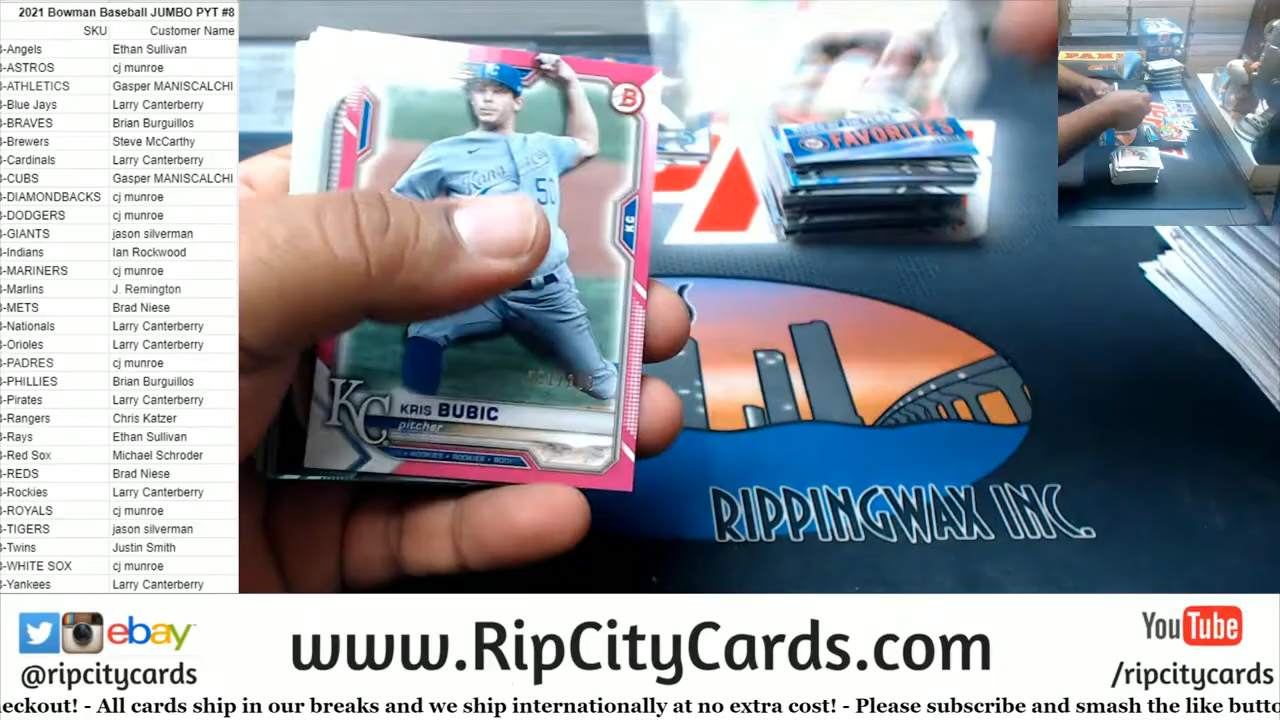 2021 Bowman Baseball JUMBO PYT #8
SKU Customer Name
-Angels Ethan Sullivan
-ASTROS cj munroe
-ATHLETICS Gasper MANISCALCHI
-Blue Jays Larry Canterberry
-BRAVES Brian Burguillos
-Brewers Steve McCarthy
-Cardinals Larry Canterberry
-CUBS Gasper MANISCALCHI
-DIAMONDBACKS cj munroe
-DODGERS cj munroe
-GIANTS jason silverman
-Indians Ian Rockwood
-MARINERS cj munroe
-Marlins J. Remington
-METS Brad Niese
-Nationals Larry Canterberry
-Orioles Larry Canterberry
-PADRES cj munroe
-PHILLIES Brian Burguillos
-Pirates Larry Canterberry
-Rangers Chris Katzer
-Rays Ethan Sullivan
-Red Sox Michael Schroder
-REDS Brad Niese
-Rockies Larry Canterberry
-ROYALS cj munroe
-TIGERS jason silverman
-Twins Justin Smith
-WHITE SOX cj munroe
-Yankees Larry Canterberry
B
KC
Kansas
50
KC
KRIS BUBIC
pitcher
FAVORITES
RIPPINGWAX INC.
ebay
@ripcitycards
www.RipCityCards.com
YouTube
/ripcitycards
heckout! - All cards ship in our breaks and we ship internationally at no extra cost! - Please subscribe and smash the like butto